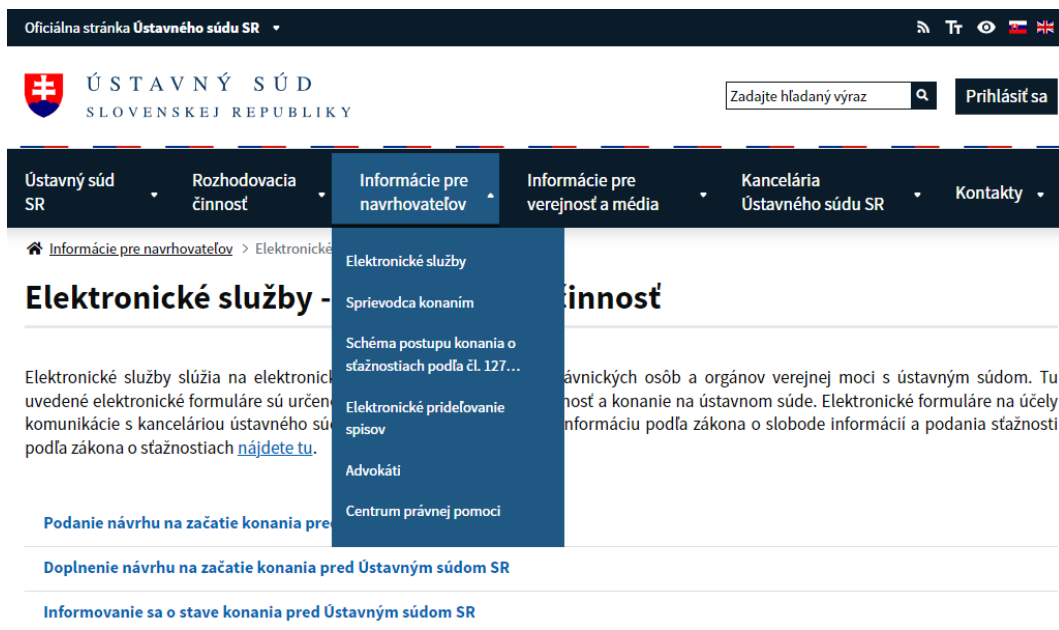 Oficiálna stránka Ústavného súdu SR
ÚSTAVNÝ SÚD
SLOVENSKEJ REPUBLIKY
Zadajte hľadaný výraz
Prihlásiť sa
Ústavný súd
SR
Rozhodovacia
činnosť
Informácie pre
navrhovateľov
Informácie pre
verejnosť a média
Kancelária
Ústavného súdu SR
Kontakty
Informácie pre navrhovateľov > Elektronické
Elektronické služby
Sprievodca konaním
Schéma postupu konania o
sťažnostiach podľa čl. 127...
Elektronické prideľovanie
spisov
Advokáti
Centrum právnej pomoci
Elektronické služby - činnosť
Elektronické služby slúžia na elektronick ávnických osôb a orgánov verejnej moci s ústavným súdom. Tu
uvedené elektronické formuláre sú určen nosť a konanie na ústavnom súde. Elektronické formuláre na účely
komunikácie s kanceláriou ústavného sú nformáciu podľa zákona o slobode informácií a podania sťažnosti
podľa zákona o sťažnostiach nájdete tu.
Podanie návrhu na začatie konania pre
Doplnenie návrhu na začatie konania pred Ústavným súdom SR
Informovanie sa o stave konania pred Ústavným súdom SR